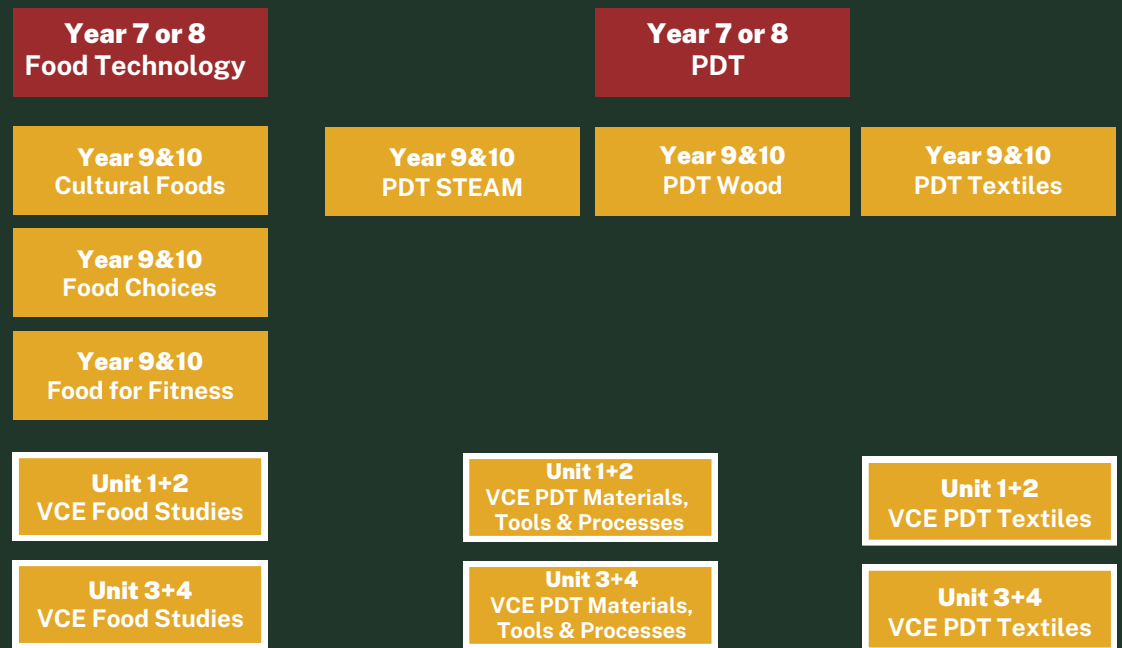 Year 7 or 8
Food Technology
Year 7 or 8
PDT
Year 9&10
Cultural Foods
Year 9&10
PDT STEAM
Year 9&10
PDT Wood
Year 9&10
PDT Textiles
Year 9&10
Food Choices
Year 9&10
Food for Fitness
Unit 1+2
VCE Food Studies
Unit 1+2
VCE PDT Materials,
Tools & Processes
Unit 1+2
VCE PDT Textiles
Unit 3+4
VCE Food Studies
Unit 3+4
VCE PDT Materials,
Tools & Processes
Unit 3+4
VCE PDT Textiles